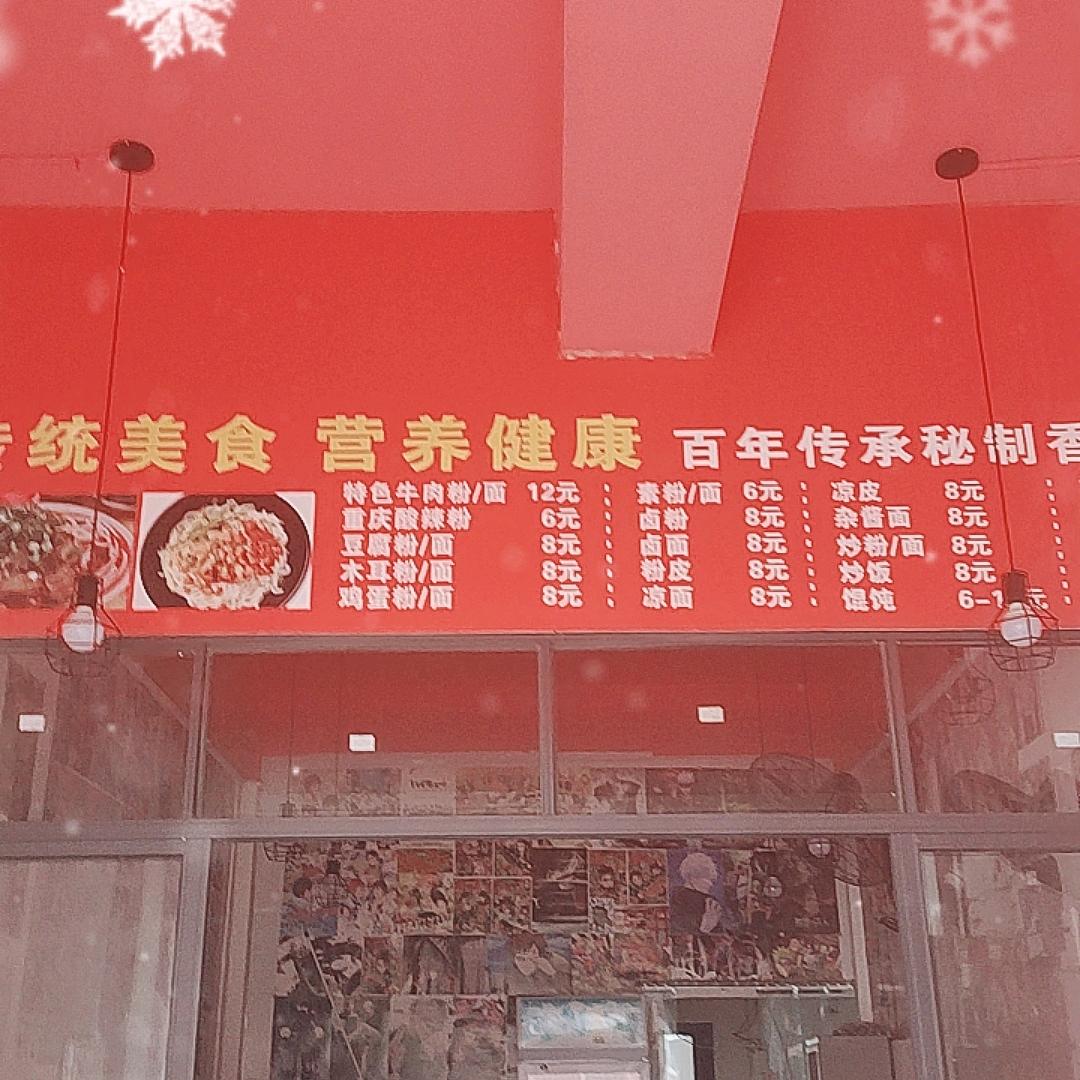 统美食 营养健康 百年传承秘制香
特色牛肉粉/面 12元
重庆酸辣粉 6元
豆腐粉/面 8元
木耳粉/面 8元
鸡蛋粉/面 8元
素粉/面 6元
卤粉 8元
卤面 8元
粉皮 8元
凉面 8元
凉皮 8元
杂酱面 8元
炒粉/面 8元
炒饭 8元
馄饨 6-1 元